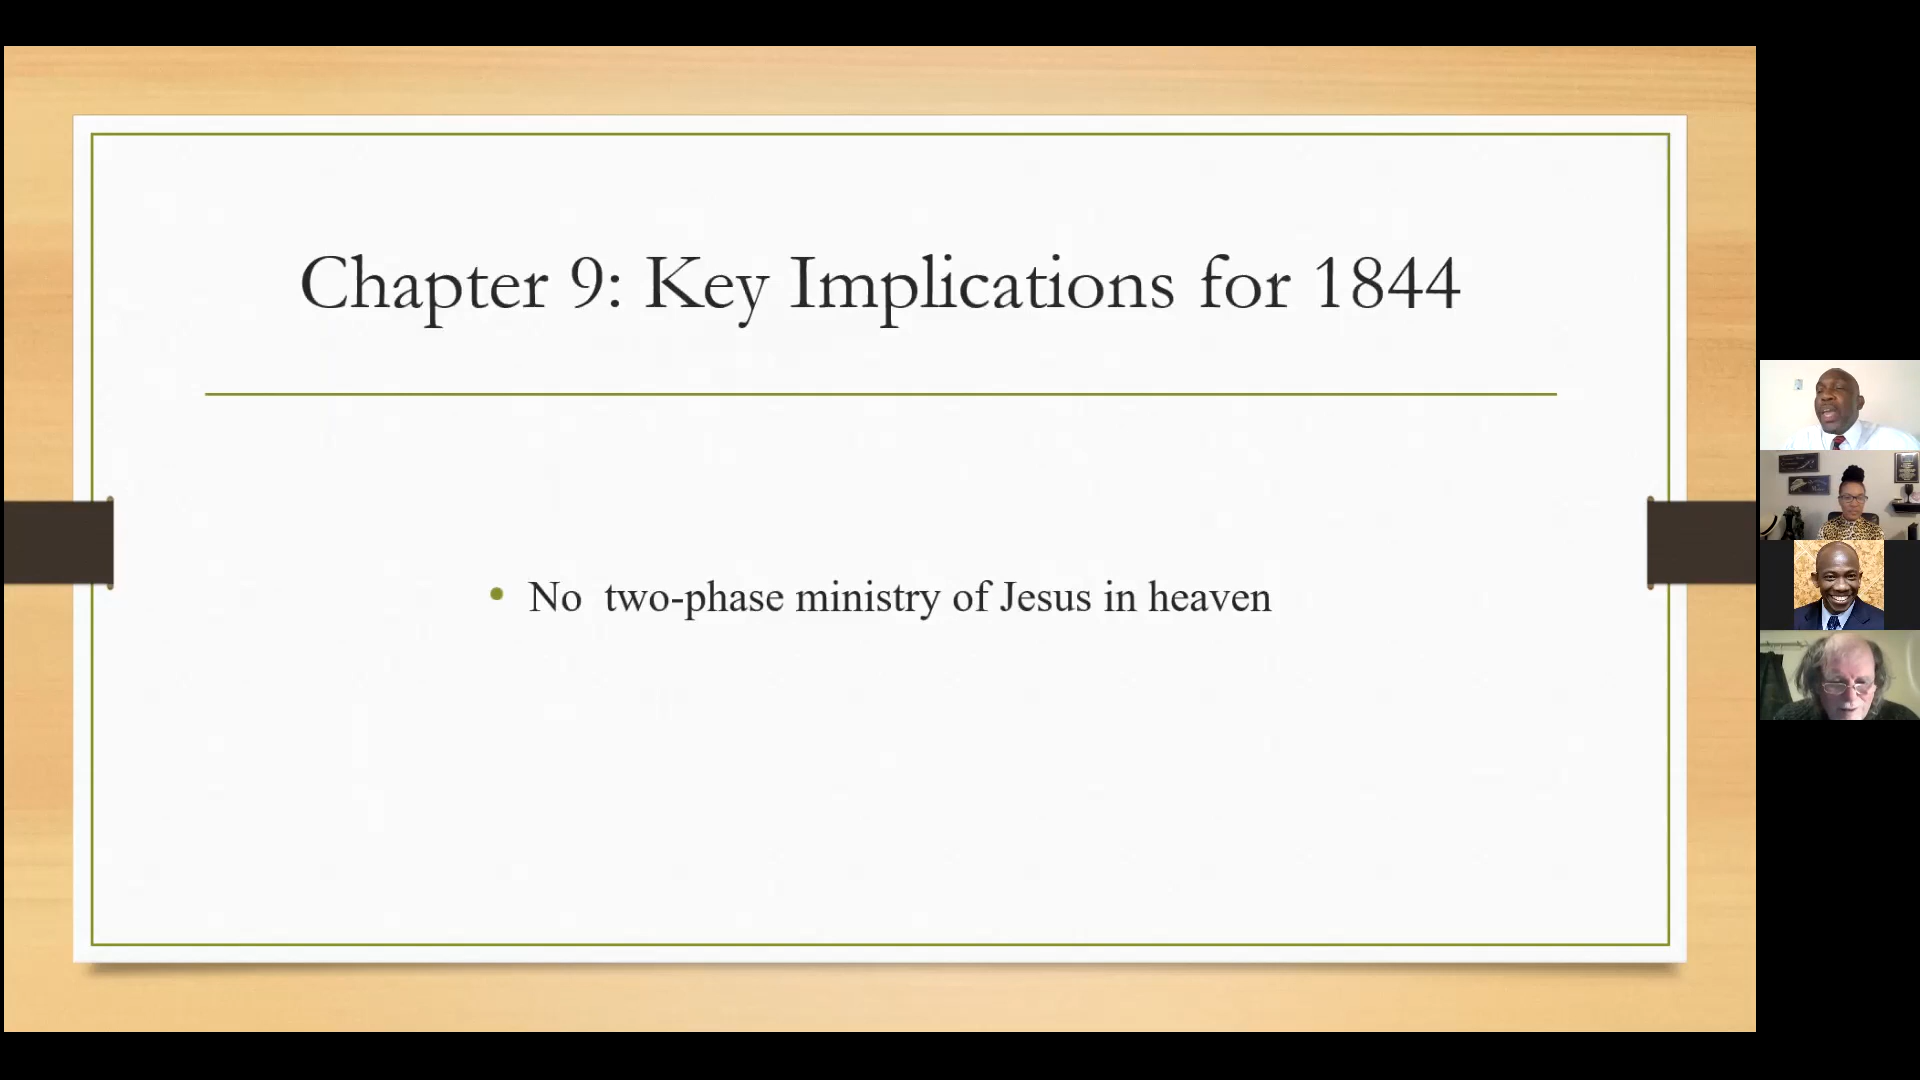 Chapter 9: Key Implications for 1844
• No  two-phase ministry of Jesus in heaven